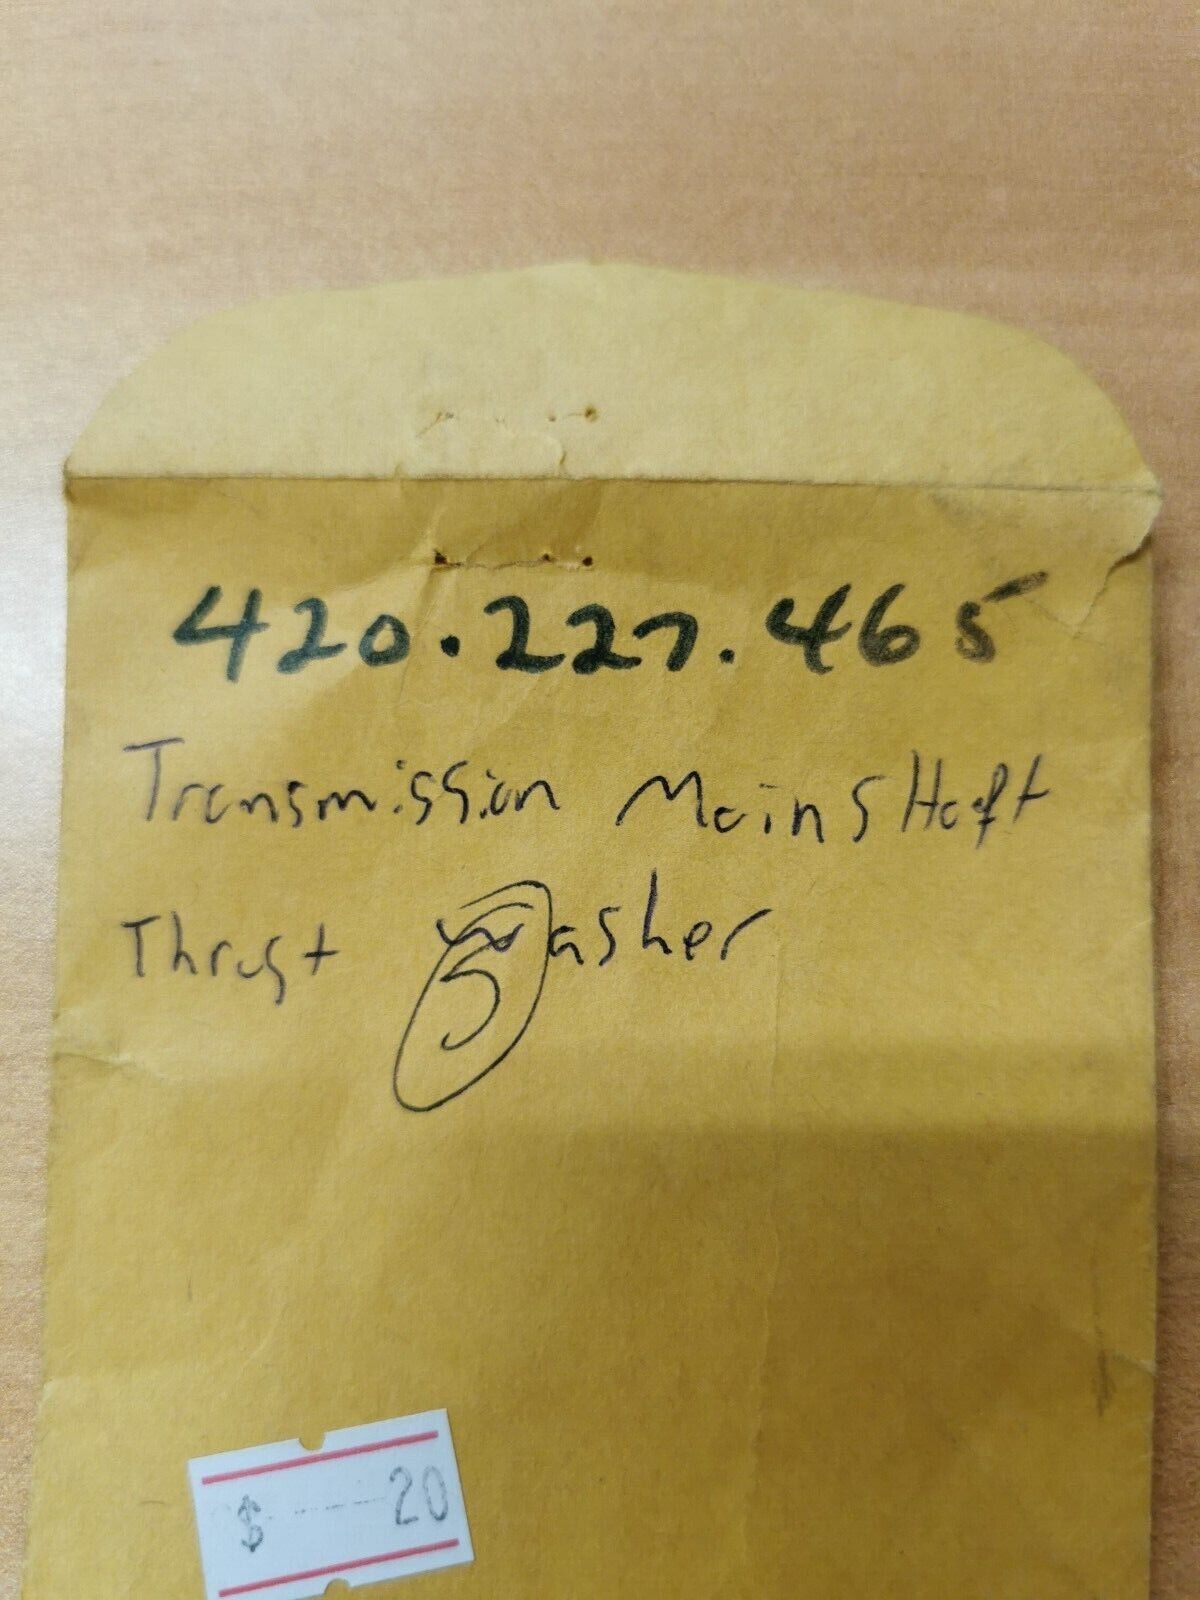 420.227.465
Transmission MainsHaft
Thrust washer
5
$ ----20